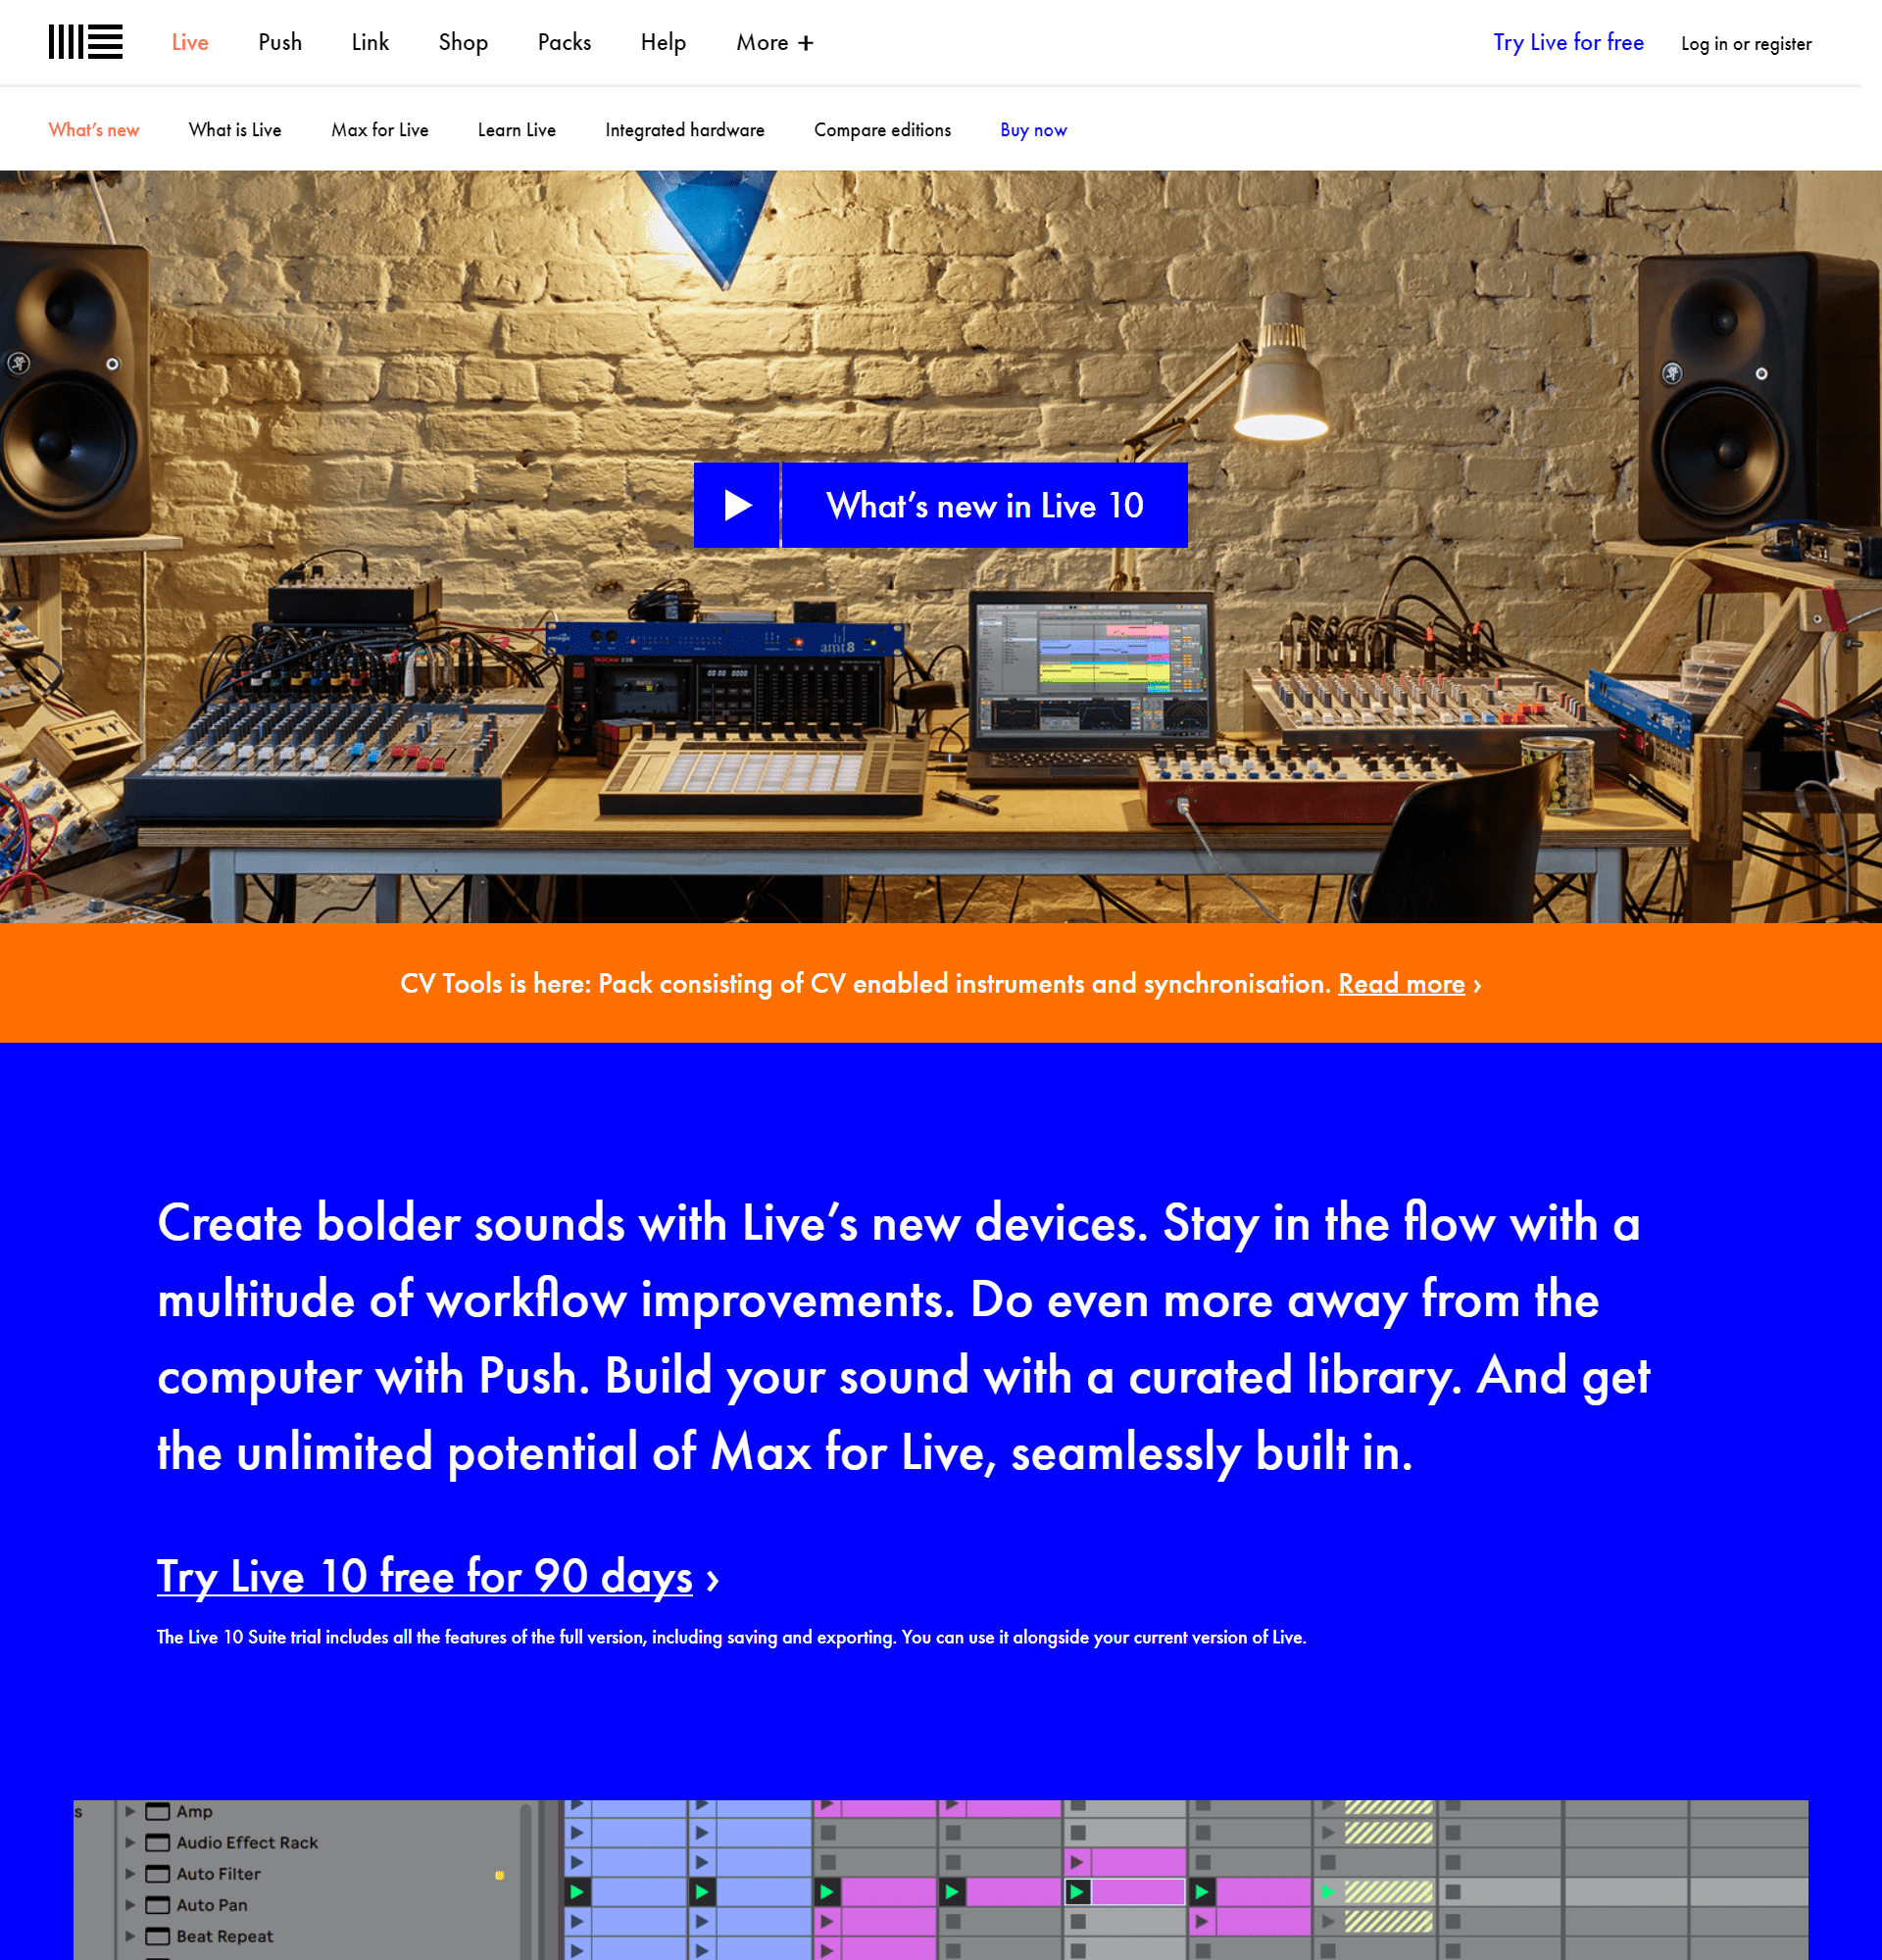 Live Push Link Shop Packs Help More + Try Live for free Log in or register
What's new What is Live Max for Live Learn Live Integrated hardware Compare editions Buy now
What's new in Live 10
emagic
amt8
TASCAM 238
CV Tools is here: Pack consisting of CV enabled instruments and synchronisation. Read more ›
Create bolder sounds with Live's new devices. Stay in the flow with a
multitude of workflow improvements. Do even more away from the
computer with Push. Build your sound with a curated library. And get
the unlimited potential of Max for Live, seamlessly built in.
Try Live 10 free for 90 days ›
The Live 10 Suite trial includes all the features of the full version, including saving and exporting. You can use it alongside your current version of Live.
s
Amp
Audio Effect Rack
Auto Filter
Auto Pan
Beat Repeat